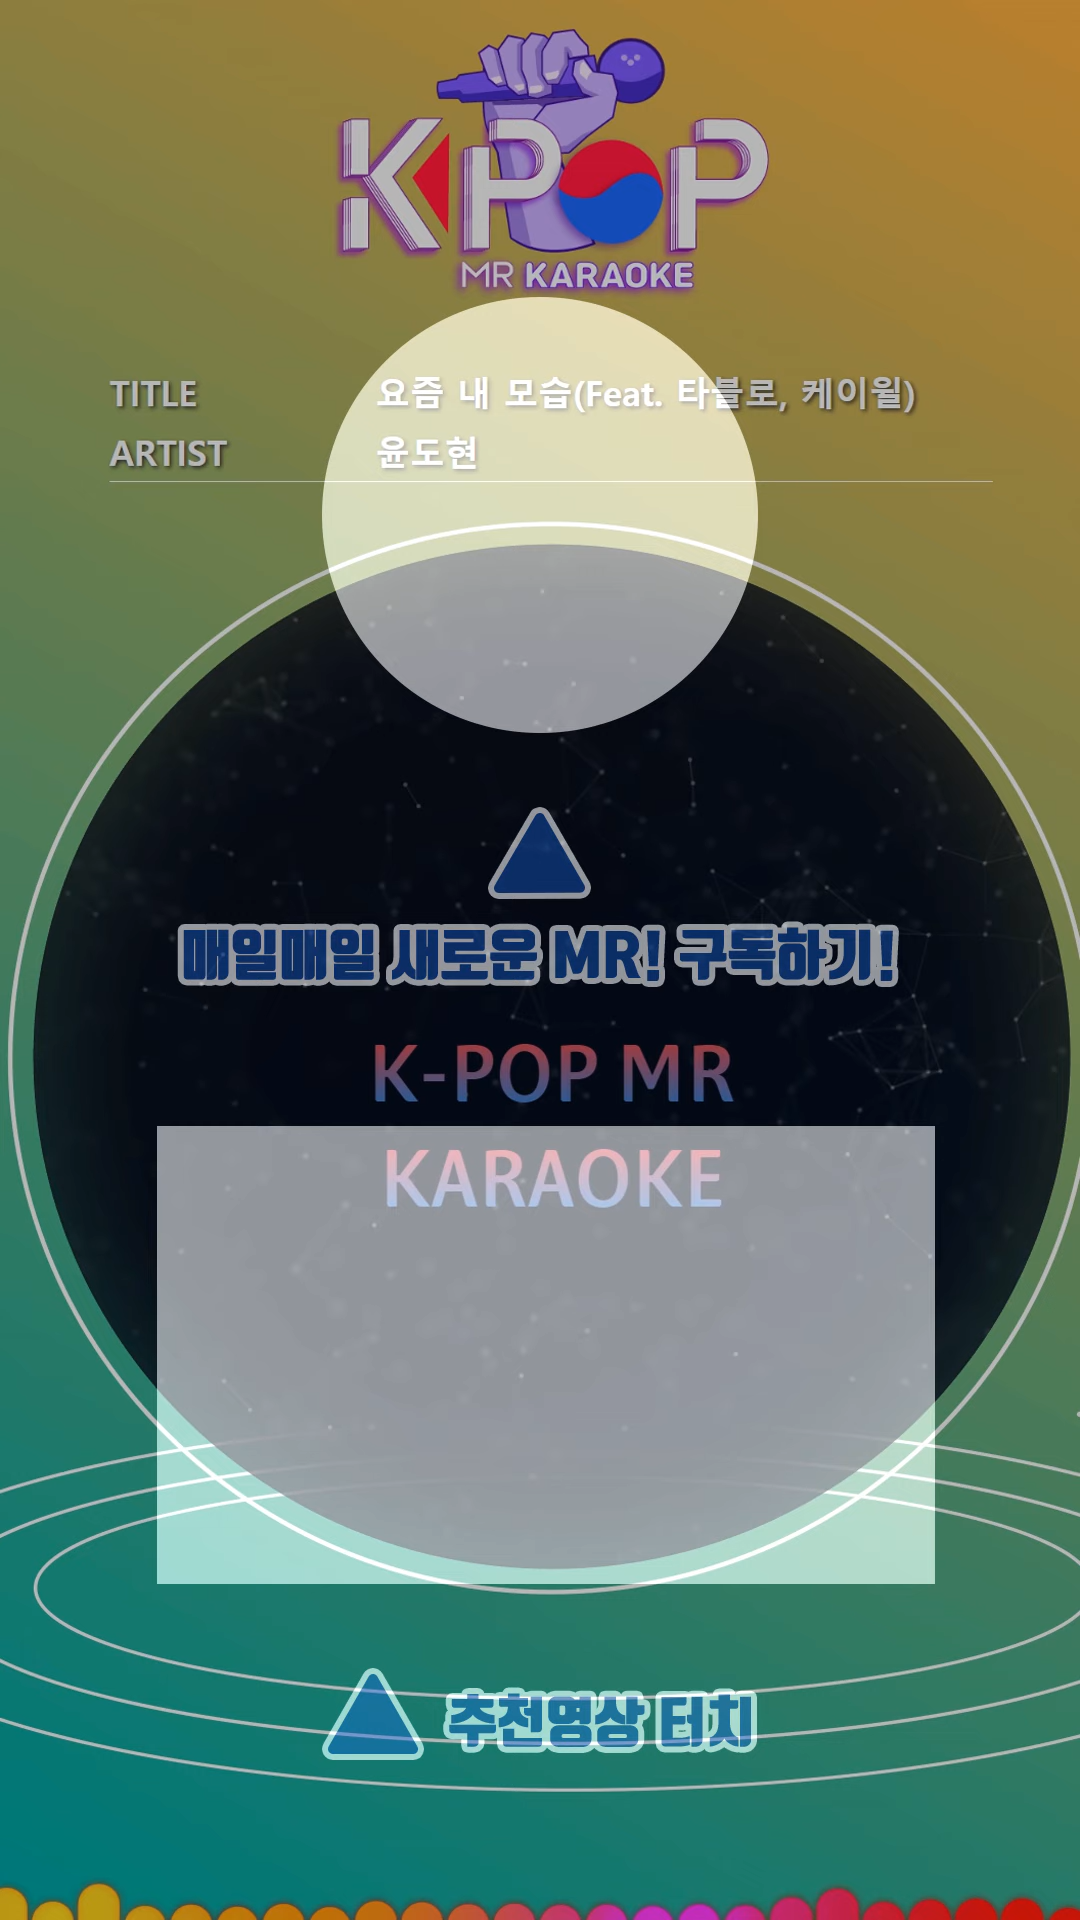 KPOP
MR KARAOKE
TITLE 요즘 내 모습(Feat. 타블로, 케이윌)
ARTIST 윤도현
매일매일 새로운 MR! 구독하기!
K-POP MR
KARAOKE
추천영상 터치